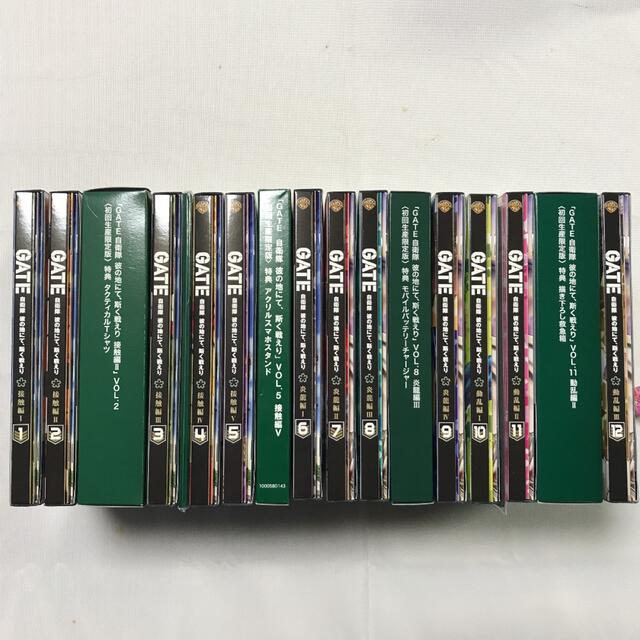 GATE 自衛隊 彼の地にて、斯く戦えり 接触編I 1
GATE 自衛隊 彼の地にて、斯く戦えり 2
「GATE 自衛隊 彼の地にて、斯く戦えり 接触編II」VOL.2
〈初回生産限定版〉特典 タクティカルTシャツ
GATE 自衛隊 彼の地にて、斯く戦えり 接触編III 3
GATE 自衛隊 彼の地にて、斯く戦えり 接触編IV 4
GATE 自衛隊 彼の地にて、斯く戦えり 5
「GATE 自衛隊 彼の地にて、斯く戦えり」VOL.5 接触編V
〈初回生産限定版〉特典 アクリルスマホスタンド
1000580143
GATE 自衛隊 彼の地にて、斯く戦えり 炎龍編I 6
GATE 自衛隊 彼の地にて、斯く戦えり 炎龍編II 7
GATE 自衛隊 彼の地にて、斯く戦えり 炎龍編III 8
「GATE 自衛隊 彼の地にて、斯く戦えり」VOL.8 炎龍編III
〈初回生産限定版〉特典 モバイルバッテリーチャージャー
GATE 自衛隊 彼の地にて、斯く戦えり 炎龍編 9
GATE 自衛隊 彼の地にて、斯く戦えり 動乱編I 10
GATE 自衛隊 彼の地にて、斯く戦えり 動乱編II 11
「GATE 自衛隊 彼の地にて、斯く戦えり」VOL.11 動乱編II
〈初回生産限定版〉特典 描き下ろし救急箱
GATE 自衛隊 彼の地にて、斯く戦えり 動乱編 12